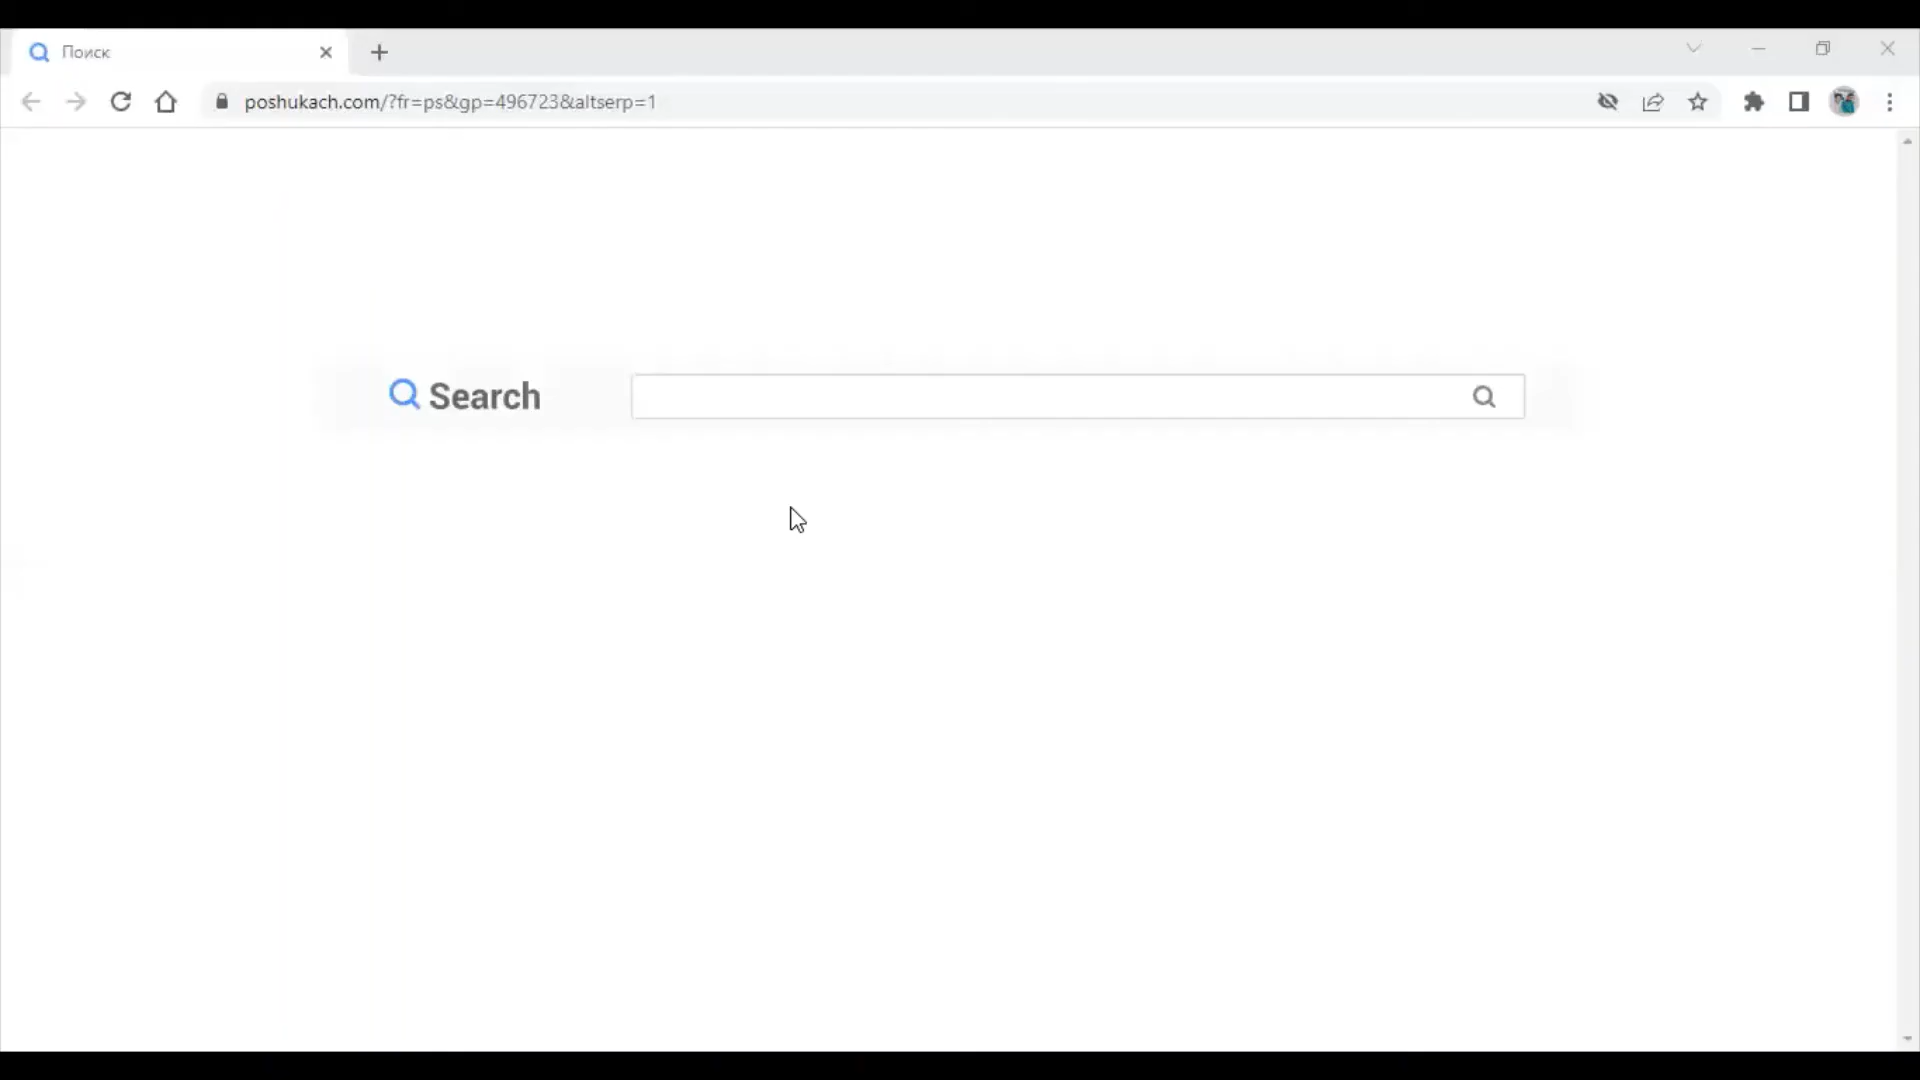 Поиск
poshukach.com/?fr=ps&gp=496723&altserp=1
Search